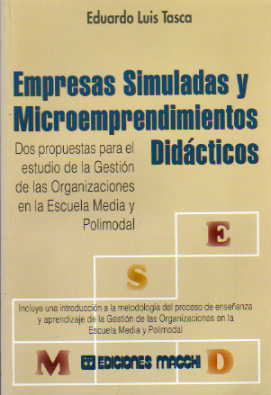 Eduardo Luis Tasca
Empresas Simuladas y
Microemprendimientos
Didácticos
Dos propuestas para el
estudio de la Gestión
de las Organizaciones
en la Escuela Media y
Polimodal
E
S
Incluye una introducción a la metodología del proceso de enseñanza
y aprendizaje de la Gestión de las Organizaciones en la
Escuela Media y Polimodal
M EDICIONES MACCHI D